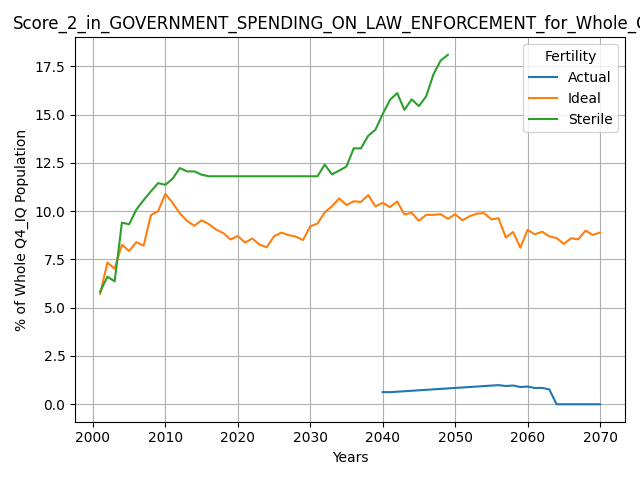 Score_2_in_GOVERNMENT_SPENDING_ON_LAW_ENFORCEMENT_for_Whole_
Fertility
Actual
Ideal
Sterile
% of Whole Q4_IQ Population
17.5
15.0
12.5
10.0
7.5
5.0
2.5
0.0
2000 2010 2020 2030 2040 2050 2060 2070
Years